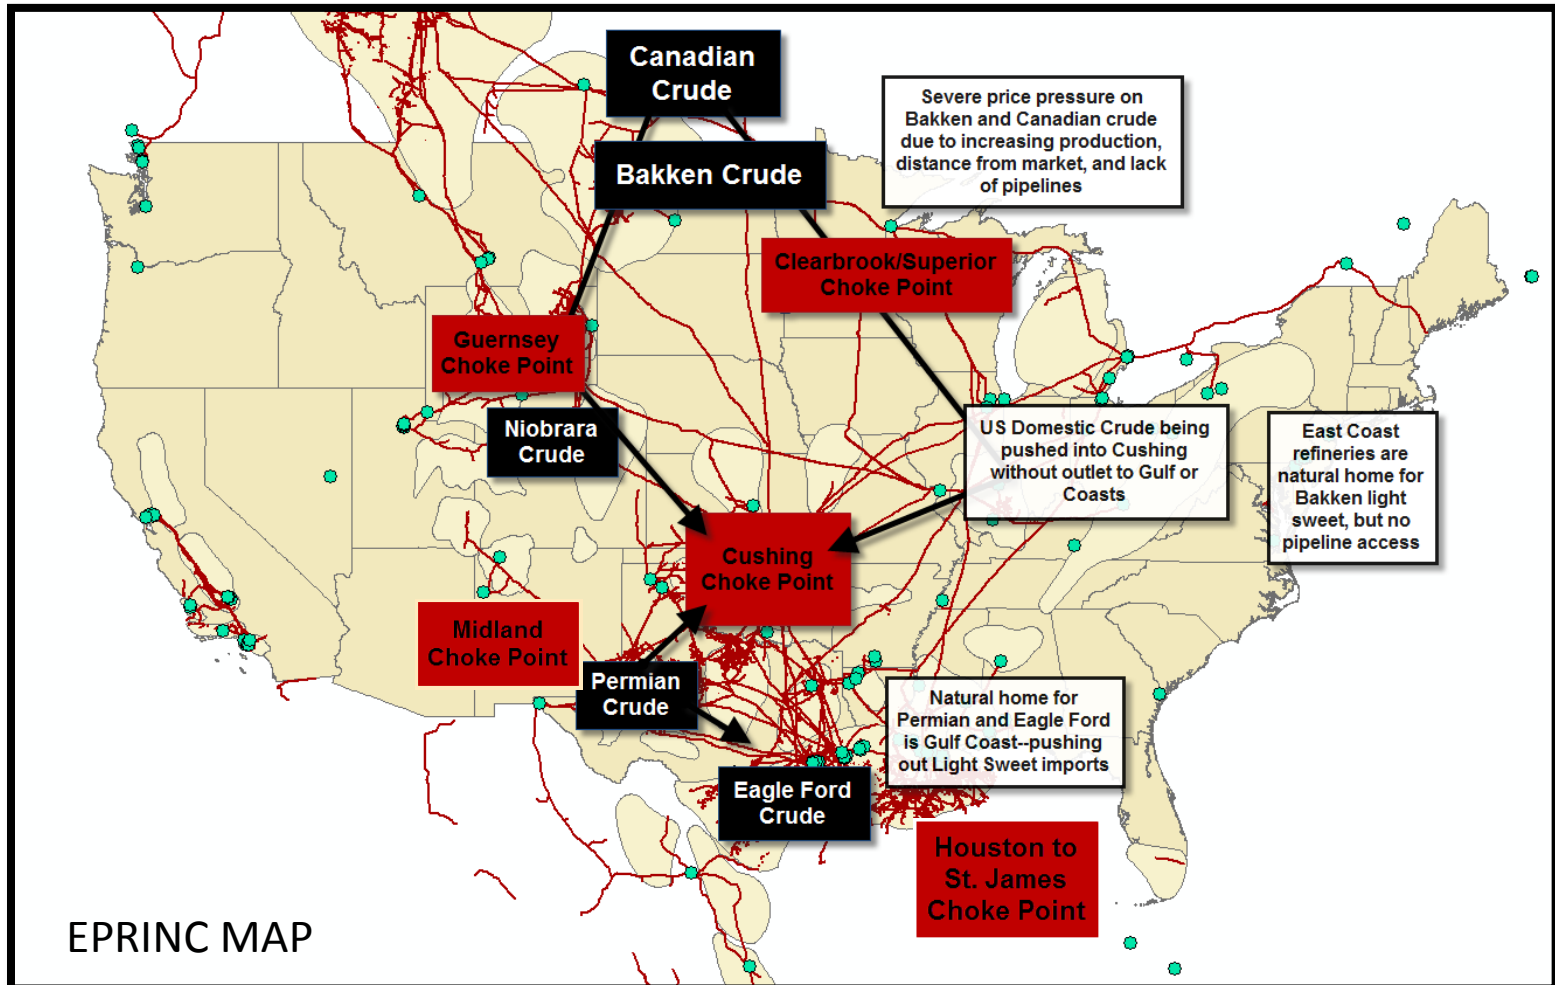 Canadian
Crude
Bakken Crude
Severe price pressure on
Bakken and Canadian crude
due to increasing production,
distance from market, and lack
of pipelines
Clearbrook/Superior
Choke Point
Guernsey
Choke Point
Niobrara
Crude
US Domestic Crude being
pushed into Cushing
without outlet to Gulf or
Coasts
East Coast
refineries are
natural home for
Bakken light
sweet, but no
pipeline access
Cushing
Choke Point
Midland
Choke Point
Permian
Crude
Natural home for
Permian and Eagle Ford
is Gulf Coast--pushing
out Light Sweet imports
Eagle Ford
Crude
Houston to
St. James
Choke Point
EPRINC MAP